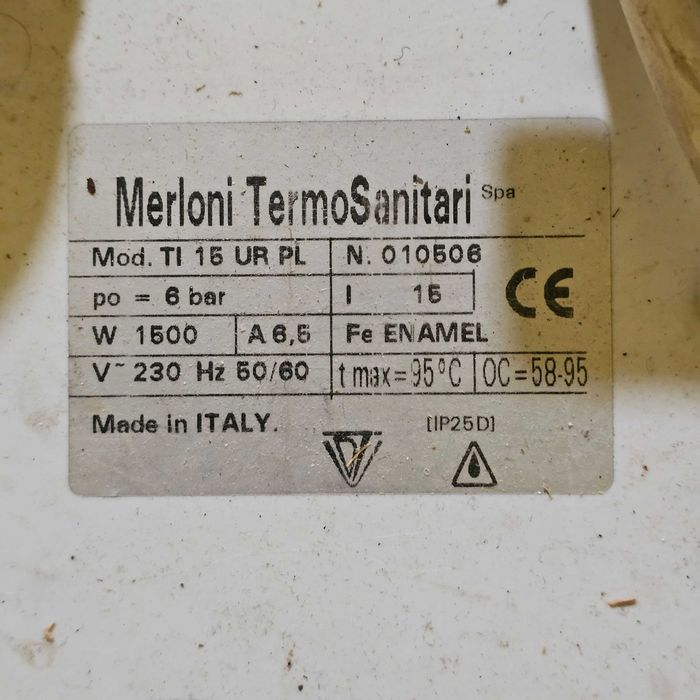 Merloni TermoSanitari Spa
Mod. TI 15 UR PL N. 010506
po = 6 bar l 15 CE
W 1500 A 6,5 Fe ENAMEL
V~ 230 Hz 50/60 t max=95°C OC=58-95
Made in ITALY. [IP25D]